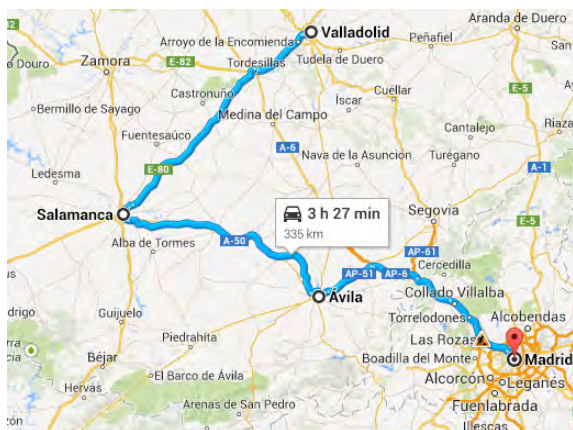 Valladolid
Aranda de Duero
Arroyo de la Encomienda
Peñafiel
Zamora
E-82
Tordesillas
Tudela de Duero
o Douro
Castronuño
Cuéllar
E-5
Bermillo de Sayago
Íscar
Medina del Campo
Fuentesaúco
Cantalejo
Riaza
A-6
Nava de la Asunción
Turégano
A-1
Ledesma
E-80
Salamanca
3 h 27 min
335 km
Segovia
E-5
Alba de Tormes
A-50
AP-61
AP-51
AP-6
Cercedilla
Ávila
Collado Villalba
drigo
Guijuelo
Torrelodones
Alcobendas
Piedrahíta
Las Rozas
Boadilla del Monte
Madrid
Béjar
El Barco de Ávila
Alcorcón
Leganés
Hervás
Arenas de San Pedro
Fuenlabrada
Illescas